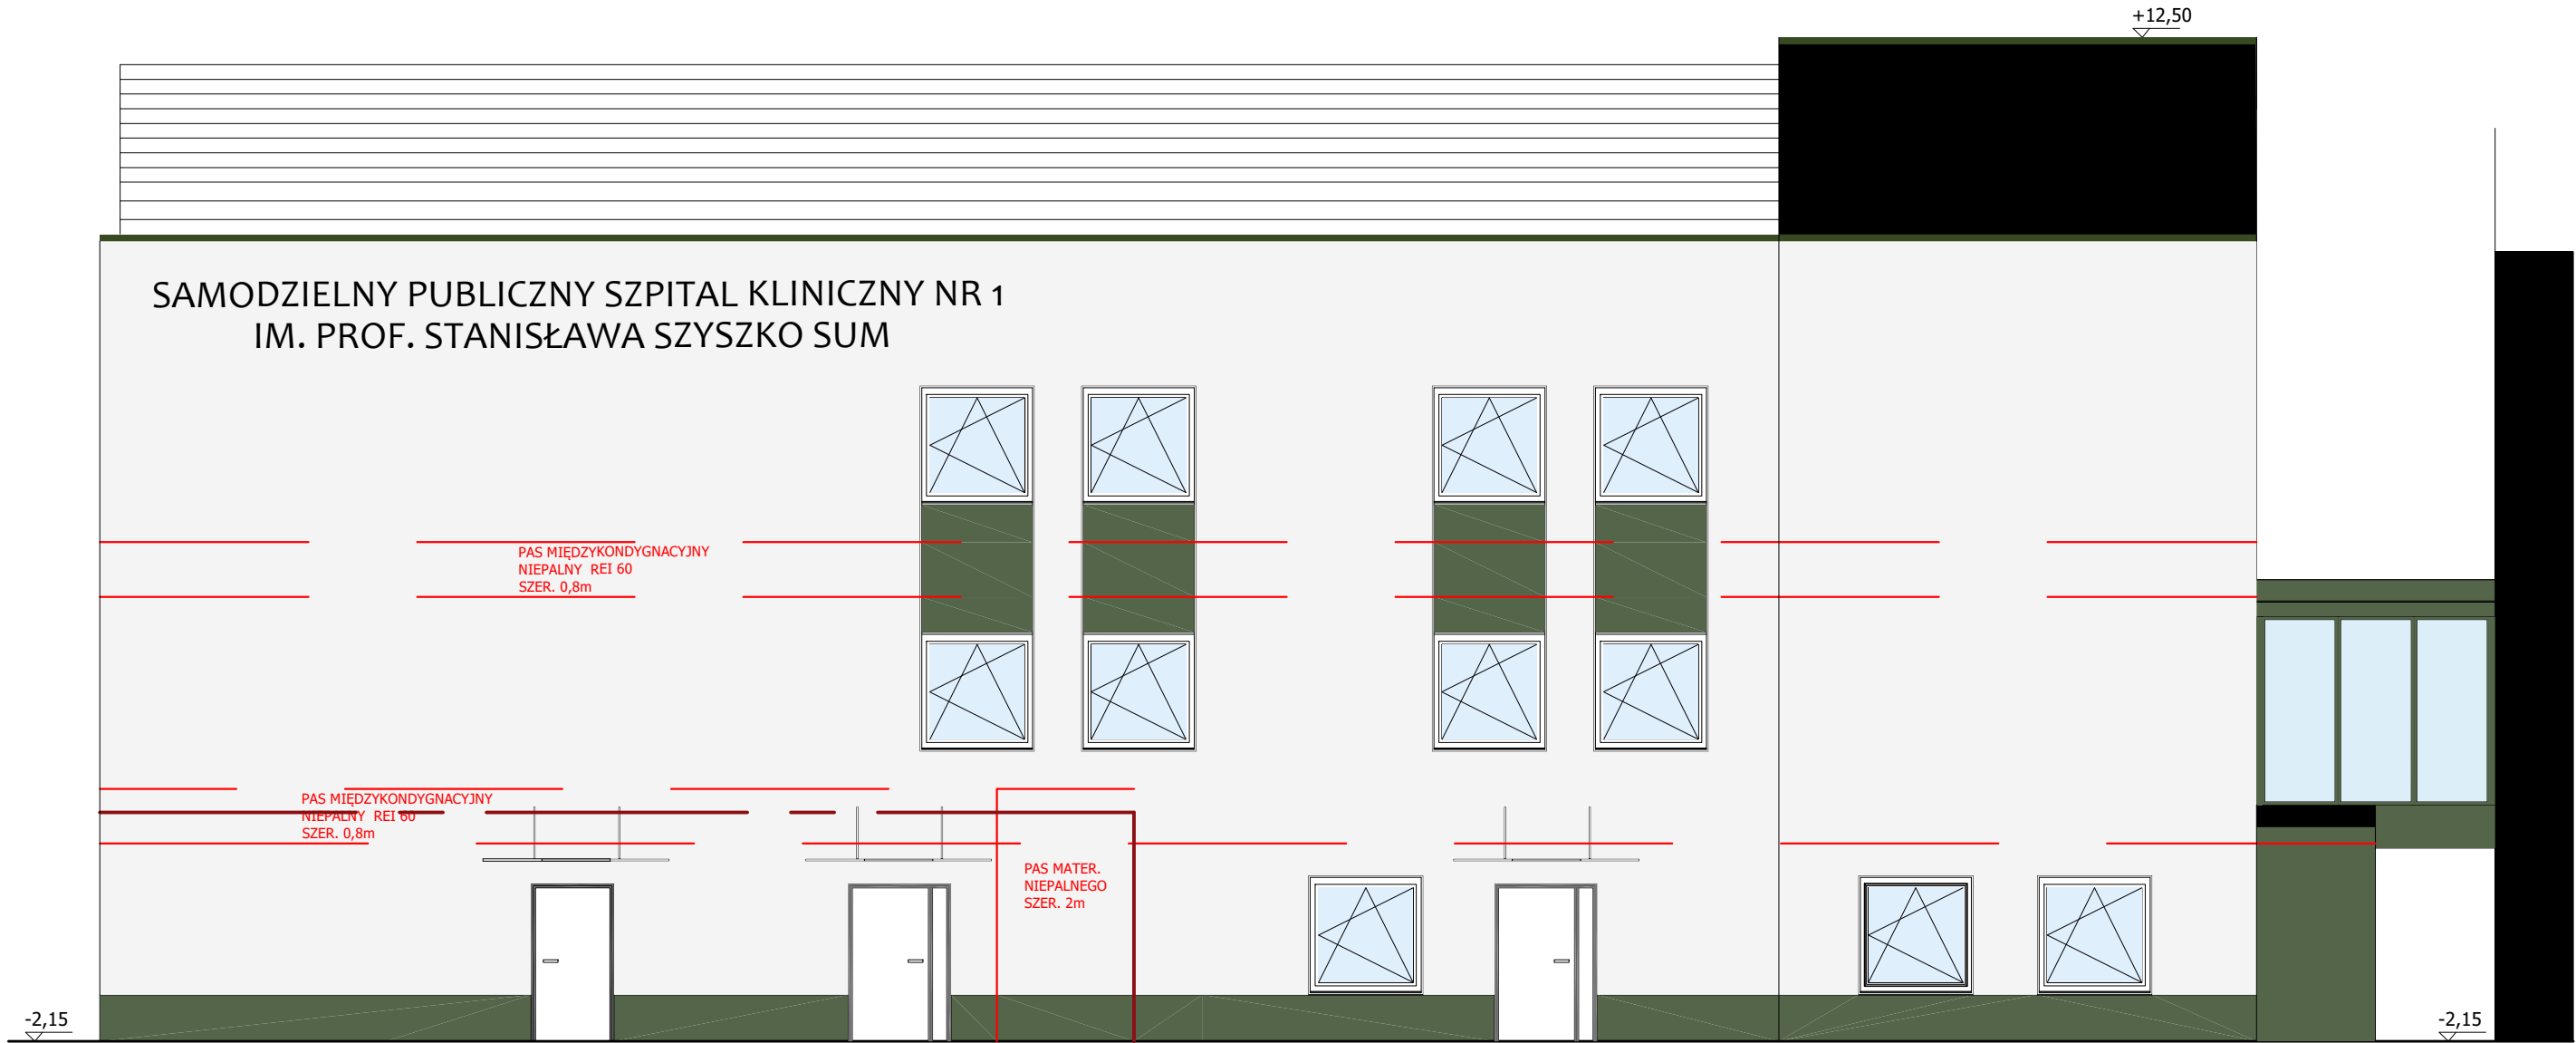 +12,50
SAMODZIELNY PUBLICZNY SZPITAL KLINICZNY NR 1
IM. PROF. STANISŁAWA SZYSZKO SUM
PAS MIĘDZYKONDYGNACYJNY
NIEPALNY REI 60
SZER. 0,8m
PAS MIĘDZYKONDYGNACYJNY
NIEPALNY REI 60
SZER. 0,8m
PAS MATER.
NIEPALNEGO
SZER. 2m
-2,15
-2,15